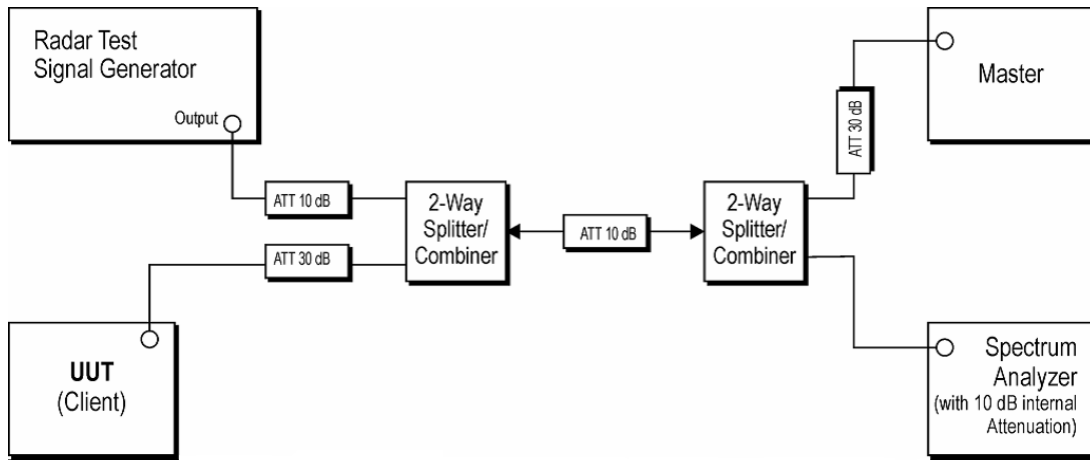 Radar Test
Signal Generator
Output
Master
ATT 30 dB
ATT 10 dB
2-Way
Splitter/
Combiner
ATT 10 dB
2-Way
Splitter/
Combiner
ATT 30 dB
UUT
(Client)
Spectrum
Analyzer
(with 10 dB internal
Attenuation)